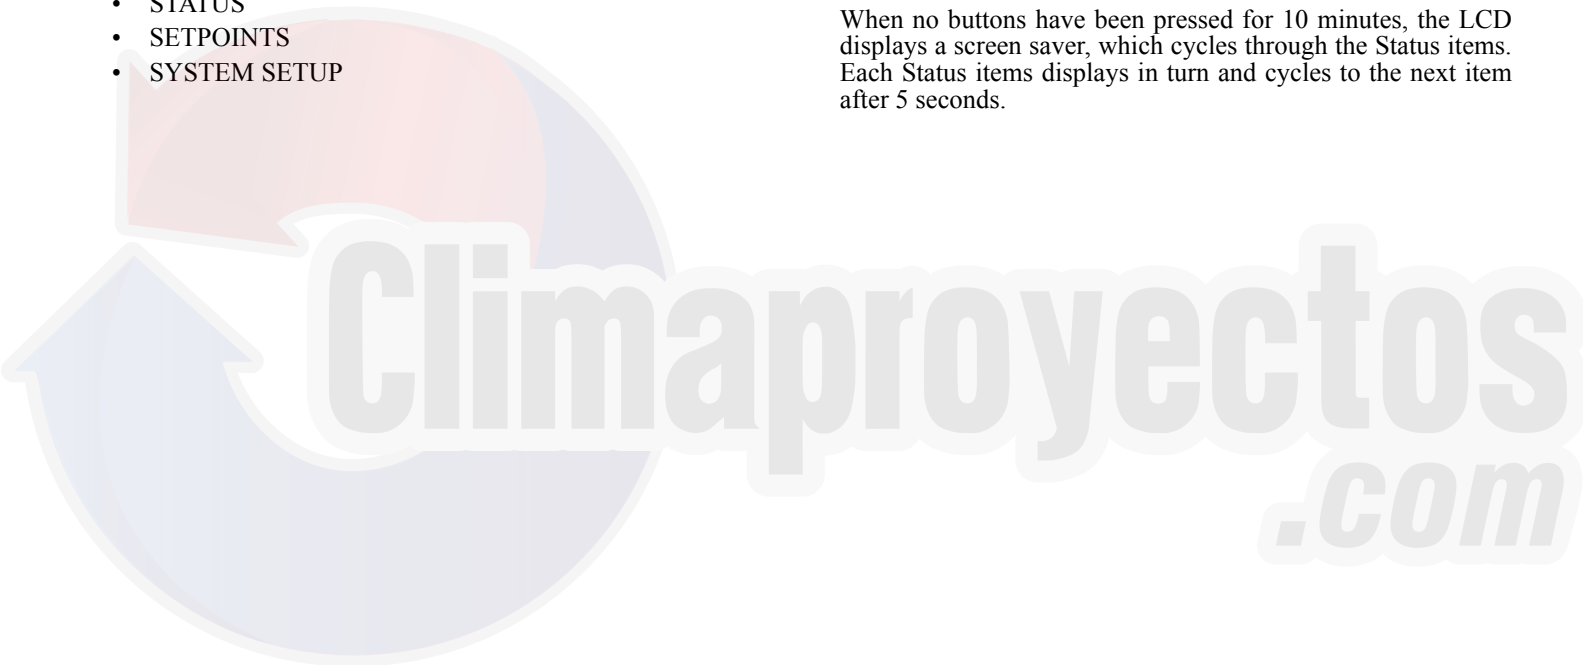 • STATUS
• SETPOINTS
• SYSTEM SETUP
When no buttons have been pressed for 10 minutes, the LCD
displays a screen saver, which cycles through the Status items.
Each Status items displays in turn and cycles to the next item
after 5 seconds.
Climaproyectos
.com